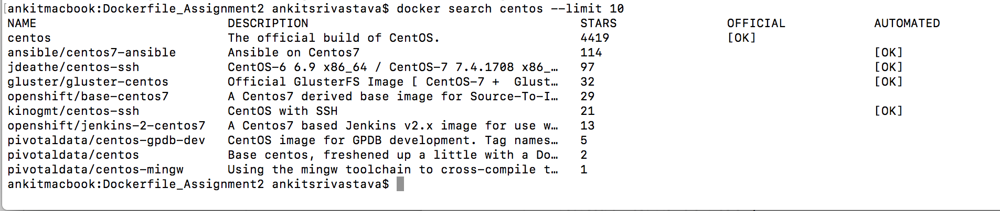 [ankitmacbook:Dockerfile_Assignment2 ankitsrivastava$ docker search centos --limit 10
NAME DESCRIPTION STARS OFFICIAL AUTOMATED
centos The official build of CentOS. 4419 [OK]
ansible/centos7-ansible Ansible on Centos7 114 [OK]
jdeathe/centos-ssh CentOS-6 6.9 x86_64 / CentOS-7 7.4.1708 x86_… 97 [OK]
gluster/gluster-centos Official GlusterFS Image [ CentOS-7 +  Glust… 32 [OK]
openshift/base-centos7 A Centos7 derived base image for Source-To-I… 29
kinogmt/centos-ssh CentOS with SSH 21 [OK]
openshift/jenkins-2-centos7 A Centos7 based Jenkins v2.x image for use w… 13
pivotaldata/centos-gpdb-dev CentOS image for GPDB development. Tag names… 5
pivotaldata/centos Base centos, freshened up a little with a Do… 2
pivotaldata/centos-mingw Using the mingw toolchain to cross-compile t… 1
ankitmacbook:Dockerfile_Assignment2 ankitsrivastava$